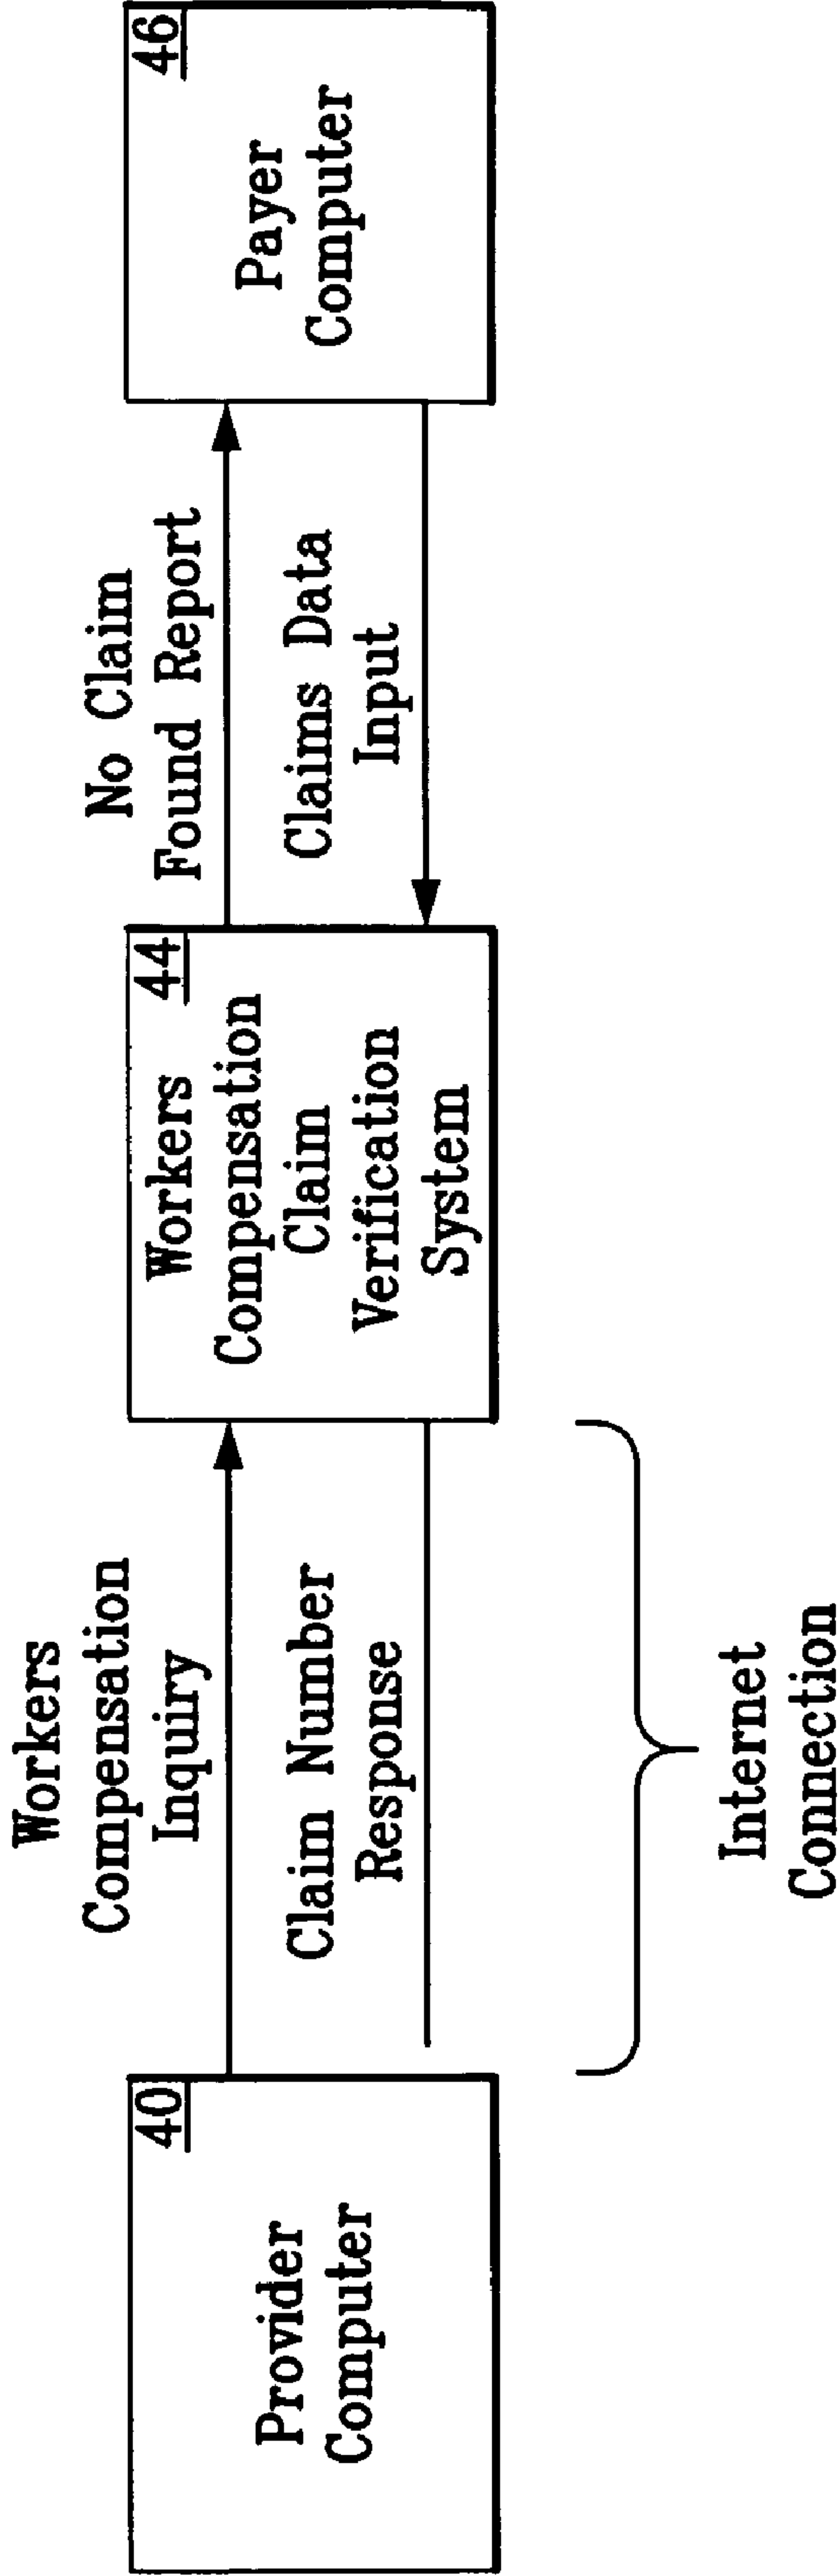 Workers
Compensation
Inquiry
No Claim
Found Report
40
Provider
Computer
Claim Number
Response
44
Workers
Compensation
Claim
Verification
System
Claims Data
Input
46
Payer
Computer
Internet
Connection